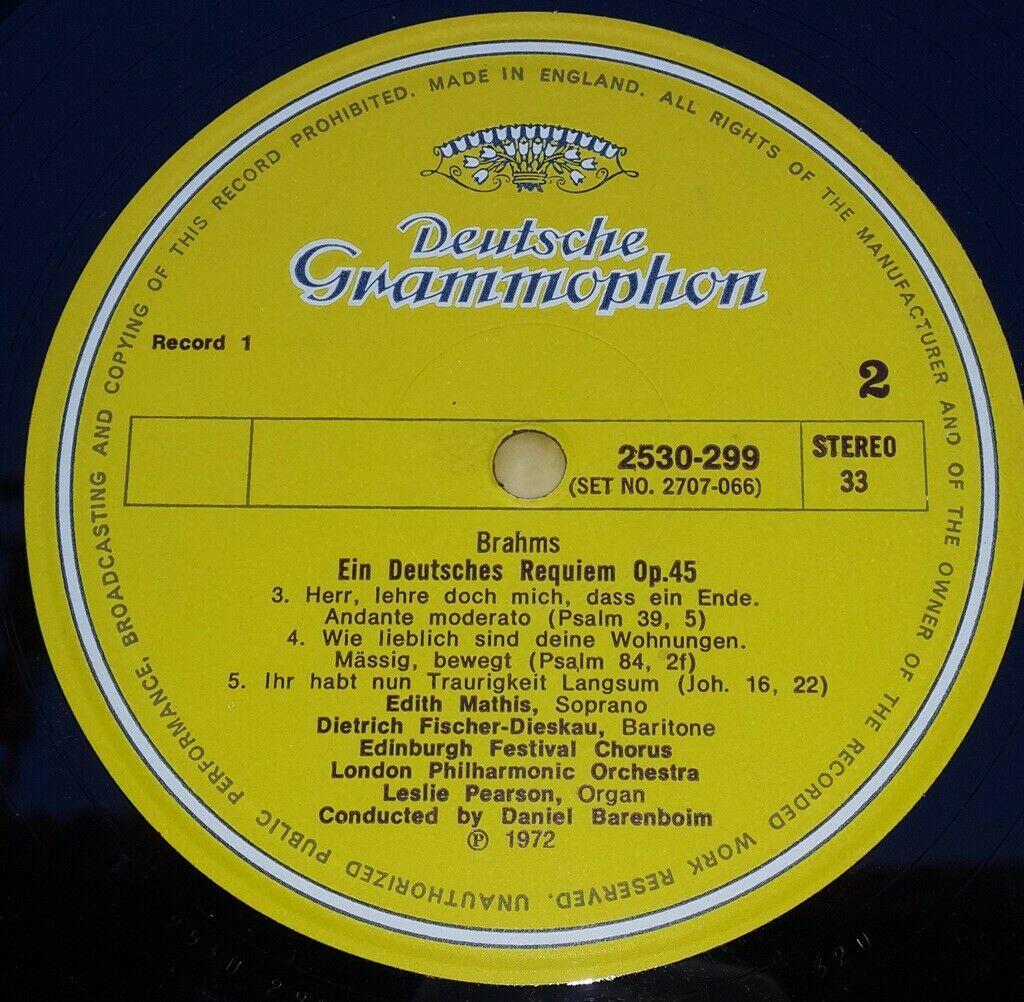 MADE IN ENGLAND. ALL RIGHTS OF THE MANUFACTURER AND OF THE OWNER OF THE RECORDED WORK RESERVED. UNAUTHORIZED PUBLIC PERFORMANCE, BROADCASTING AND COPYING OF THIS RECORD PROHIBITED.
Deutsche
Grammophon
Record 1
2
2530-299
(SET NO. 2707-066)
STEREO
33
Brahms
Ein Deutsches Requiem Op.45
3. Herr, lehre doch mich, dass ein Ende.
Andante moderato (Psalm 39, 5)
4. Wie lieblich sind deine Wohnungen.
Mässig, bewegt (Psalm 84, 2f)
5. Ihr habt nun Traurigkeit Langsum (Joh. 16, 22)
Edith Mathis, Soprano
Dietrich Fischer-Dieskau, Baritone
Edinburgh Festival Chorus
London Philharmonic Orchestra
Leslie Pearson, Organ
Conducted by Daniel Barenboim
℗ 1972
2530
320